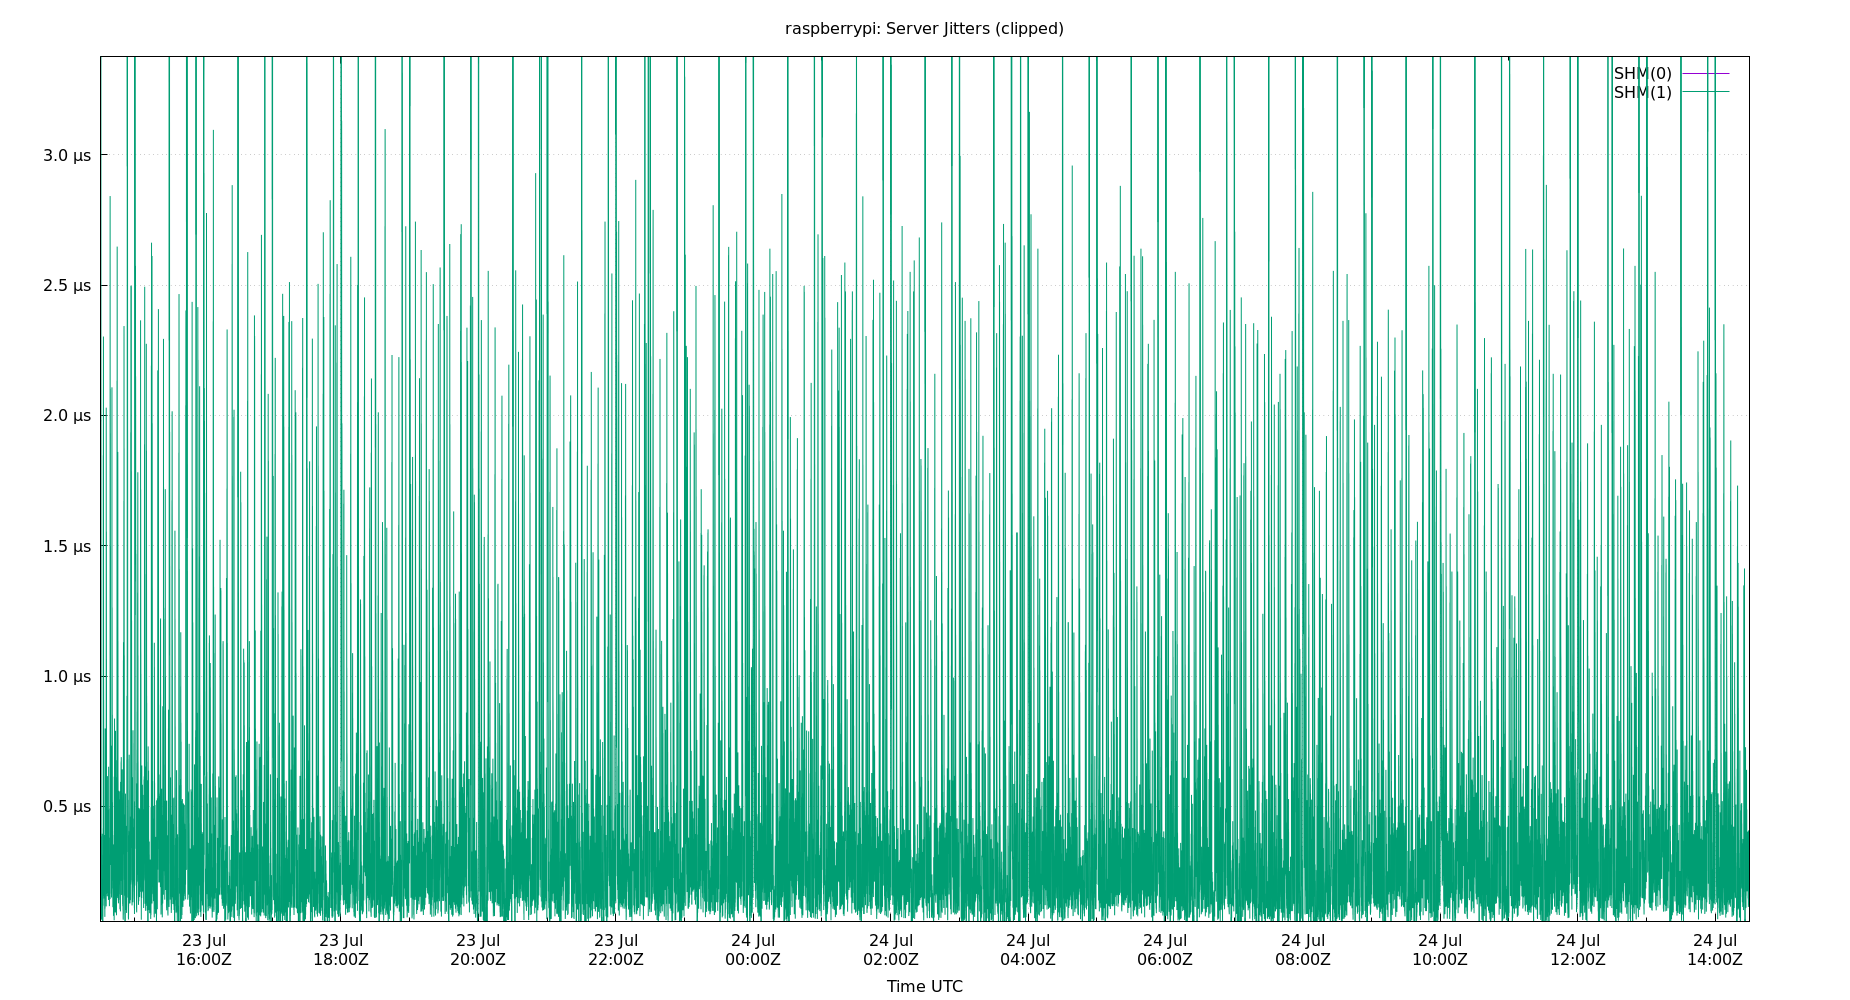 raspberrypi: Server Jitters (clipped)
SHM(0)
SHM(1)
3.0 µs
2.5 µs
2.0 µs
1.5 µs
1.0 µs
0.5 µs
23 Jul 23 Jul 23 Jul 23 Jul 24 Jul 24 Jul 24 Jul 24 Jul 24 Jul 24 Jul 24 Jul 24 Jul
16:00Z 18:00Z 20:00Z 22:00Z 00:00Z 02:00Z 04:00Z 06:00Z 08:00Z 10:00Z 12:00Z 14:00Z
Time UTC